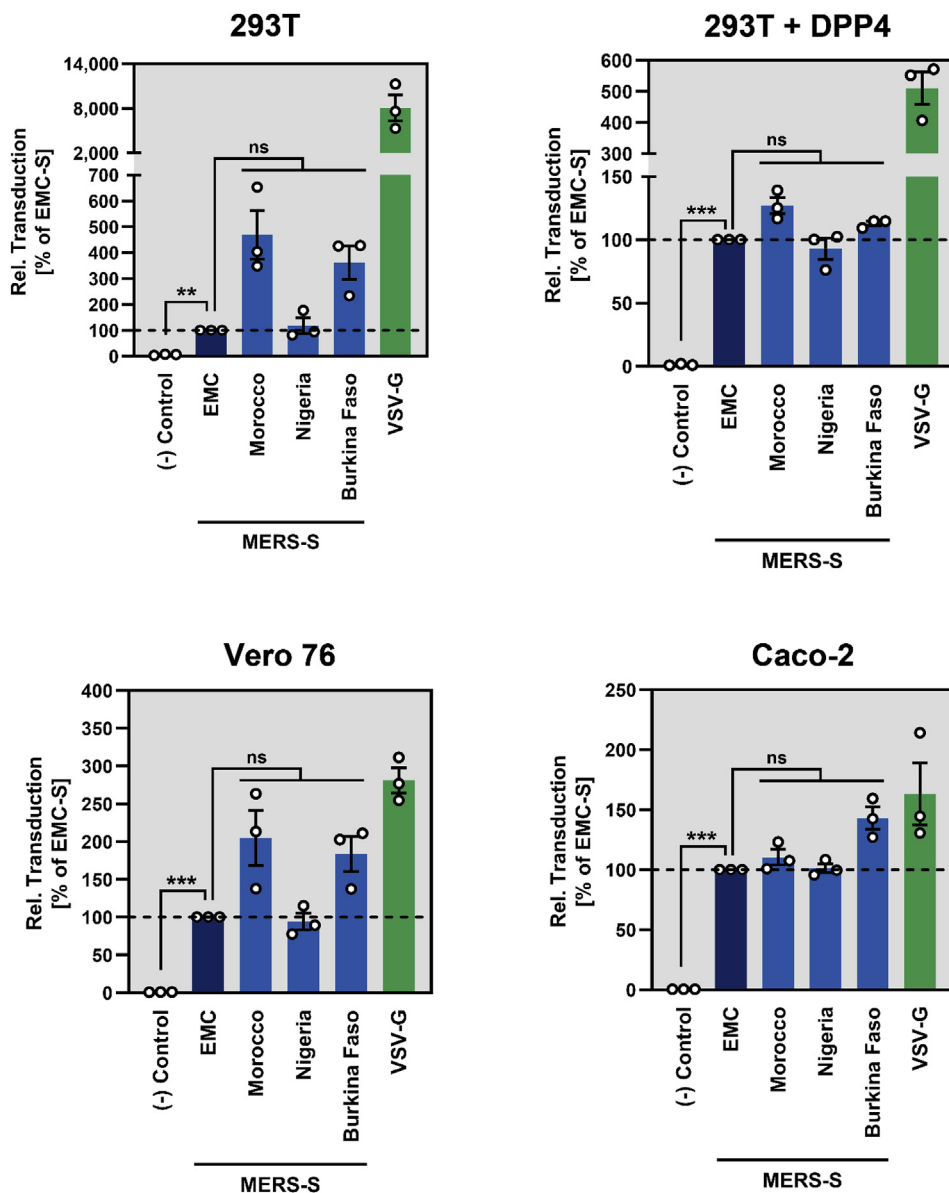 293T
Rel. Transduction
[% of EMC-S]
14,000
8,000
2,000
700
600
500
400
300
200
100
0
**
ns
(-) Control
EMC
Morocco
Nigeria
Burkina Faso
VSV-G
MERS-S
293T + DPP4
Rel. Transduction
[% of EMC-S]
600
500
400
300
150
100
50
0
***
ns
(-) Control
EMC
Morocco
Nigeria
Burkina Faso
VSV-G
MERS-S
Vero 76
Rel. Transduction
[% of EMC-S]
400
350
300
250
200
150
100
50
0
***
ns
(-) Control
EMC
Morocco
Nigeria
Burkina Faso
VSV-G
MERS-S
Caco-2
Rel. Transduction
[% of EMC-S]
250
200
150
100
50
0
***
ns
(-) Control
EMC
Morocco
Nigeria
Burkina Faso
VSV-G
MERS-S